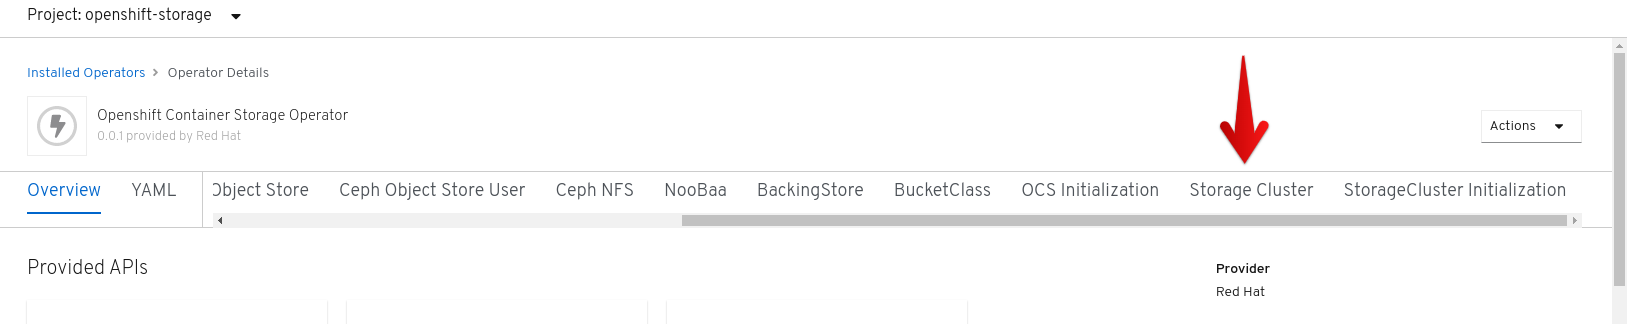 Project: openshift-storage
Installed Operators > Operator Details
Openshift Container Storage Operator
0.0.1 provided by Red Hat
Actions
Overview YAML Object Store Ceph Object Store User Ceph NFS NooBaa BackingStore BucketClass OCS Initialization Storage Cluster StorageCluster Initialization
Provided APIs
Provider
Red Hat